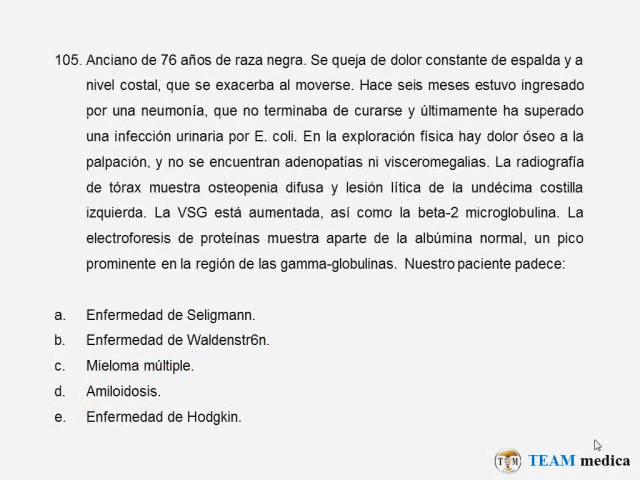 105. Anciano de 76 años de raza negra. Se queja de dolor constante de espalda y a
nivel costal, que se exacerba al moverse. Hace seis meses estuvo ingresado
por una neumonía, que no terminaba de curarse y últimamente ha superado
una infección urinaria por E. coli. En la exploración física hay dolor óseo a la
palpación, y no se encuentran adenopatías ni visceromegalias. La radiografía
de tórax muestra osteopenia difusa y lesión lítica de la undécima costilla
izquierda. La VSG está aumentada, así como la beta-2 microglobulina. La
electroforesis de proteínas muestra aparte de la albúmina normal, un pico
prominente en la región de las gamma-globulinas. Nuestro paciente padece:
a. Enfermedad de Seligmann.
b. Enfermedad de Waldenstr6n.
c. Mieloma múltiple.
d. Amiloidosis.
e. Enfermedad de Hodgkin.
TEAM medica